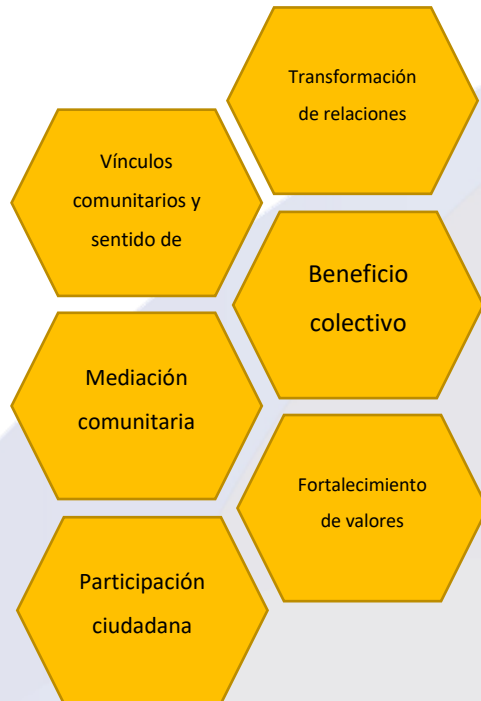 Transformación
de relaciones
Vínculos
comunitarios y
sentido de
Beneficio
colectivo
Mediación
comunitaria
Fortalecimiento
de valores
Participación
ciudadana